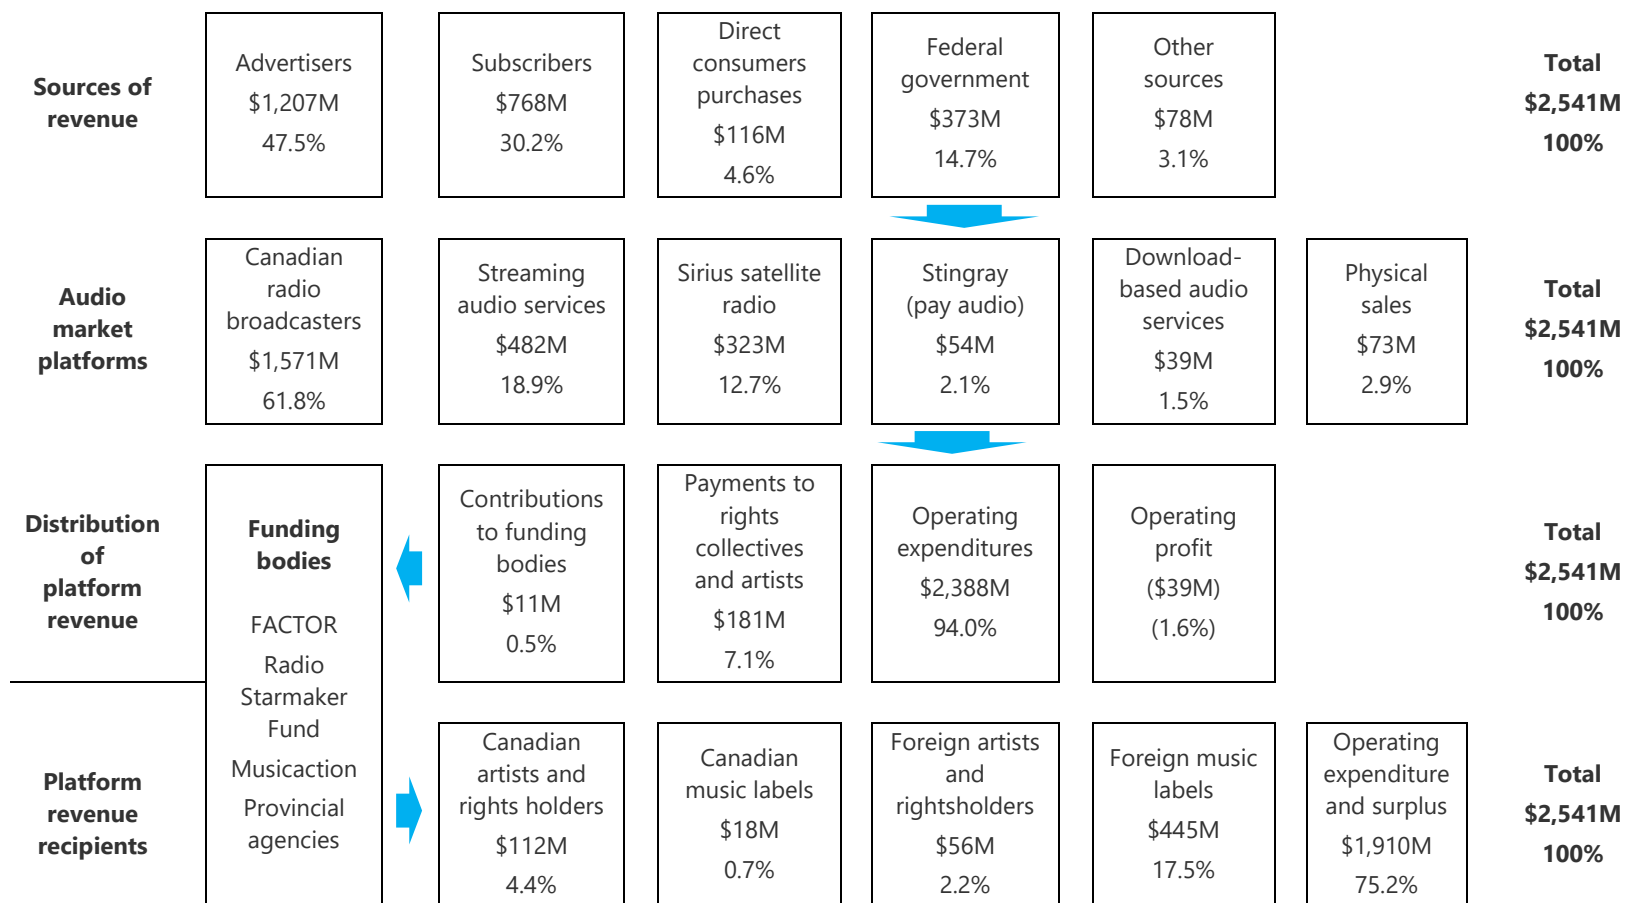 Sources of
revenue
Advertisers
$1,207M
47.5%
Subscribers
$768M
30.2%
Direct
consumers
purchases
$116M
4.6%
Federal
government
$373M
14.7%
Other
sources
$78M
3.1%
Total
$2,541M
100%
Audio
market
platforms
Canadian
radio
broadcasters
$1,571M
61.8%
Streaming
audio services
$482M
18.9%
Sirius satellite
radio
$323M
12.7%
Stingray
(pay audio)
$54M
2.1%
Download-
based audio
services
$39M
1.5%
Physical
sales
$73M
2.9%
Total
$2,541M
100%
Distribution
of
platform
revenue
Funding
bodies
FACTOR
Radio
Starmaker
Fund
Musicaction
Provincial
agencies
Contributions
to funding
bodies
$11M
0.5%
Payments to
rights
collectives
and artists
$181M
7.1%
Operating
expenditures
$2,388M
94.0%
Operating
profit
($39M)
(1.6%)
Total
$2,541M
100%
Platform
revenue
recipients
Canadian
artists and
rights holders
$112M
4.4%
Canadian
music labels
$18M
0.7%
Foreign artists
and
rightsholders
$56M
2.2%
Foreign music
labels
$445M
17.5%
Operating
expenditure
and surplus
$1,910M
75.2%
Total
$2,541M
100%